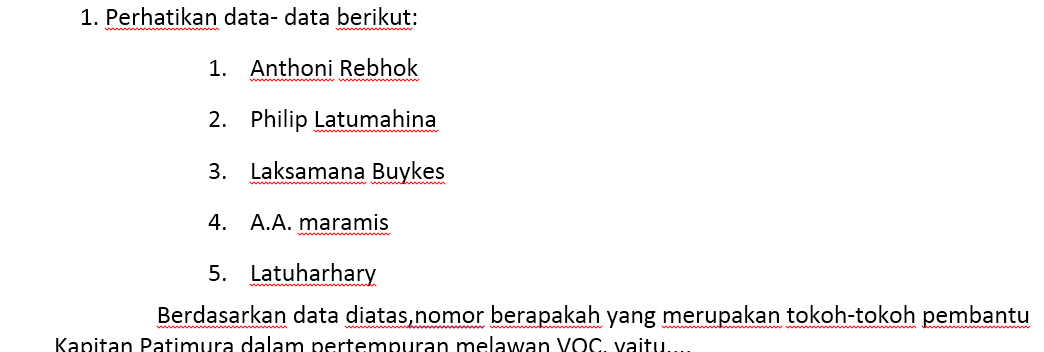 1. Perhatikan data- data berikut:
1. Anthoni Rebhok
2. Philip Latumahina
3. Laksamana Buykes
4. A.A. maramis
5. Latuharhary
Berdasarkan data diatas,nomor berapakah yang merupakan tokoh-tokoh pembantu
Kapitan Patimura dalam pertempuran melawan VOC, yaitu....